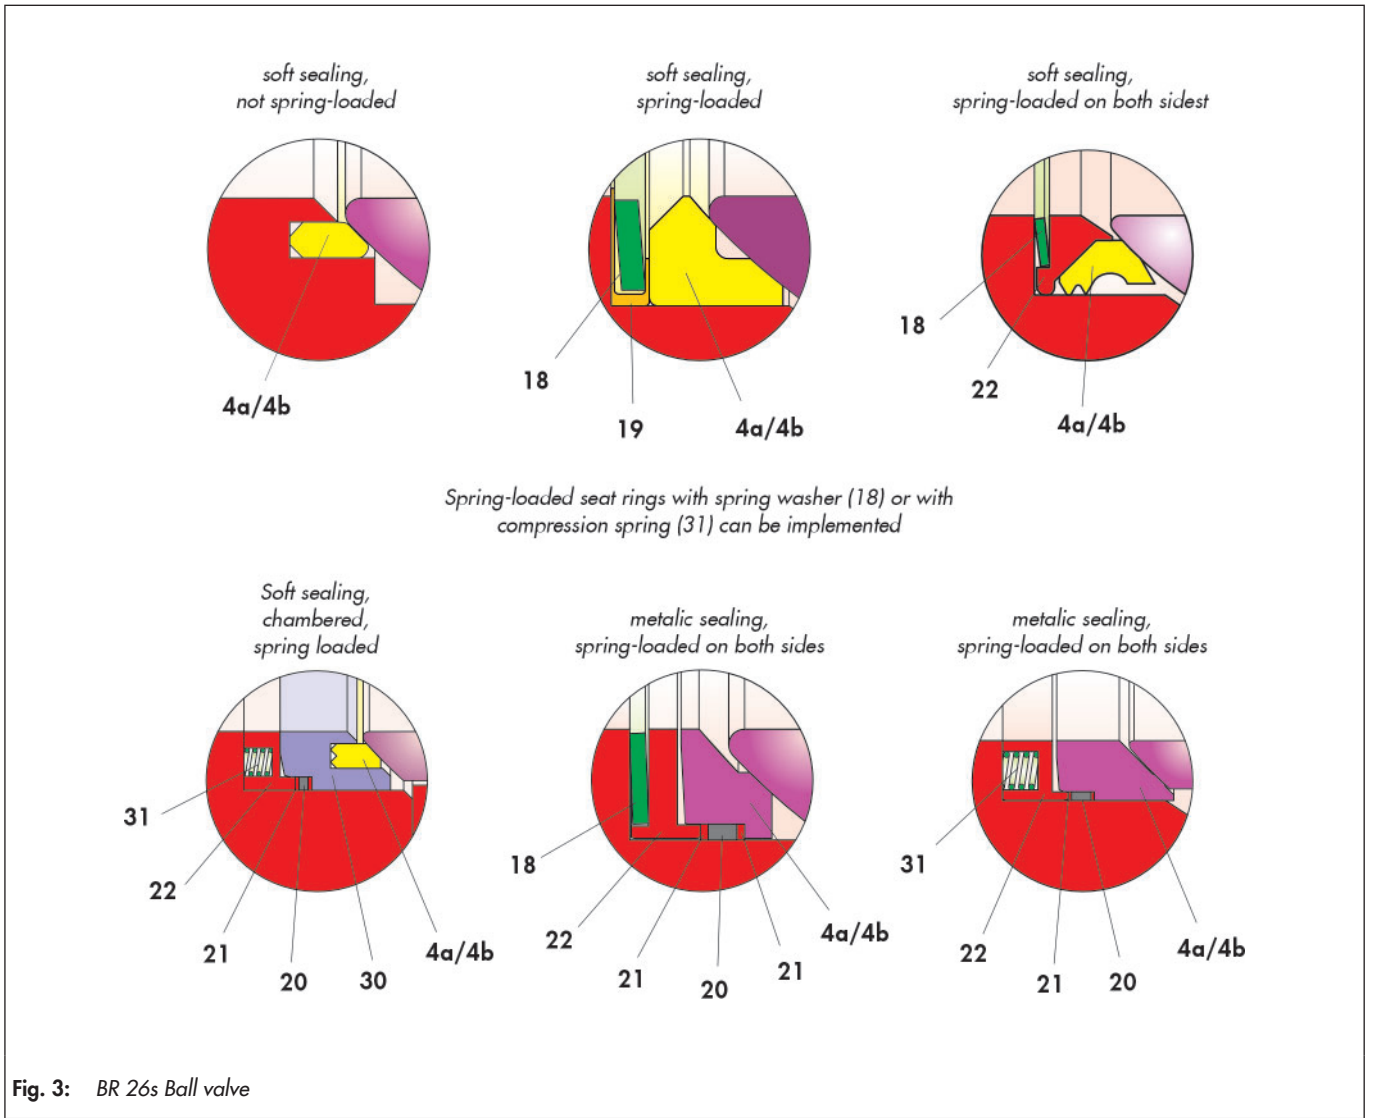 soft sealing,
not spring-loaded
soft sealing,
spring-loaded
soft sealing,
spring-loaded on both sidest
4a/4b
18
19
4a/4b
18
22
4a/4b
Spring-loaded seat rings with spring washer (18) or with
compression spring (31) can be implemented
Soft sealing,
chambered,
spring loaded
metalic sealing,
spring-loaded on both sides
metalic sealing,
spring-loaded on both sides
31
22
21
20
30
4a/4b
18
22
21
20
21
4a/4b
31
22
21
20
4a/4b
Fig. 3: BR 26s Ball valve